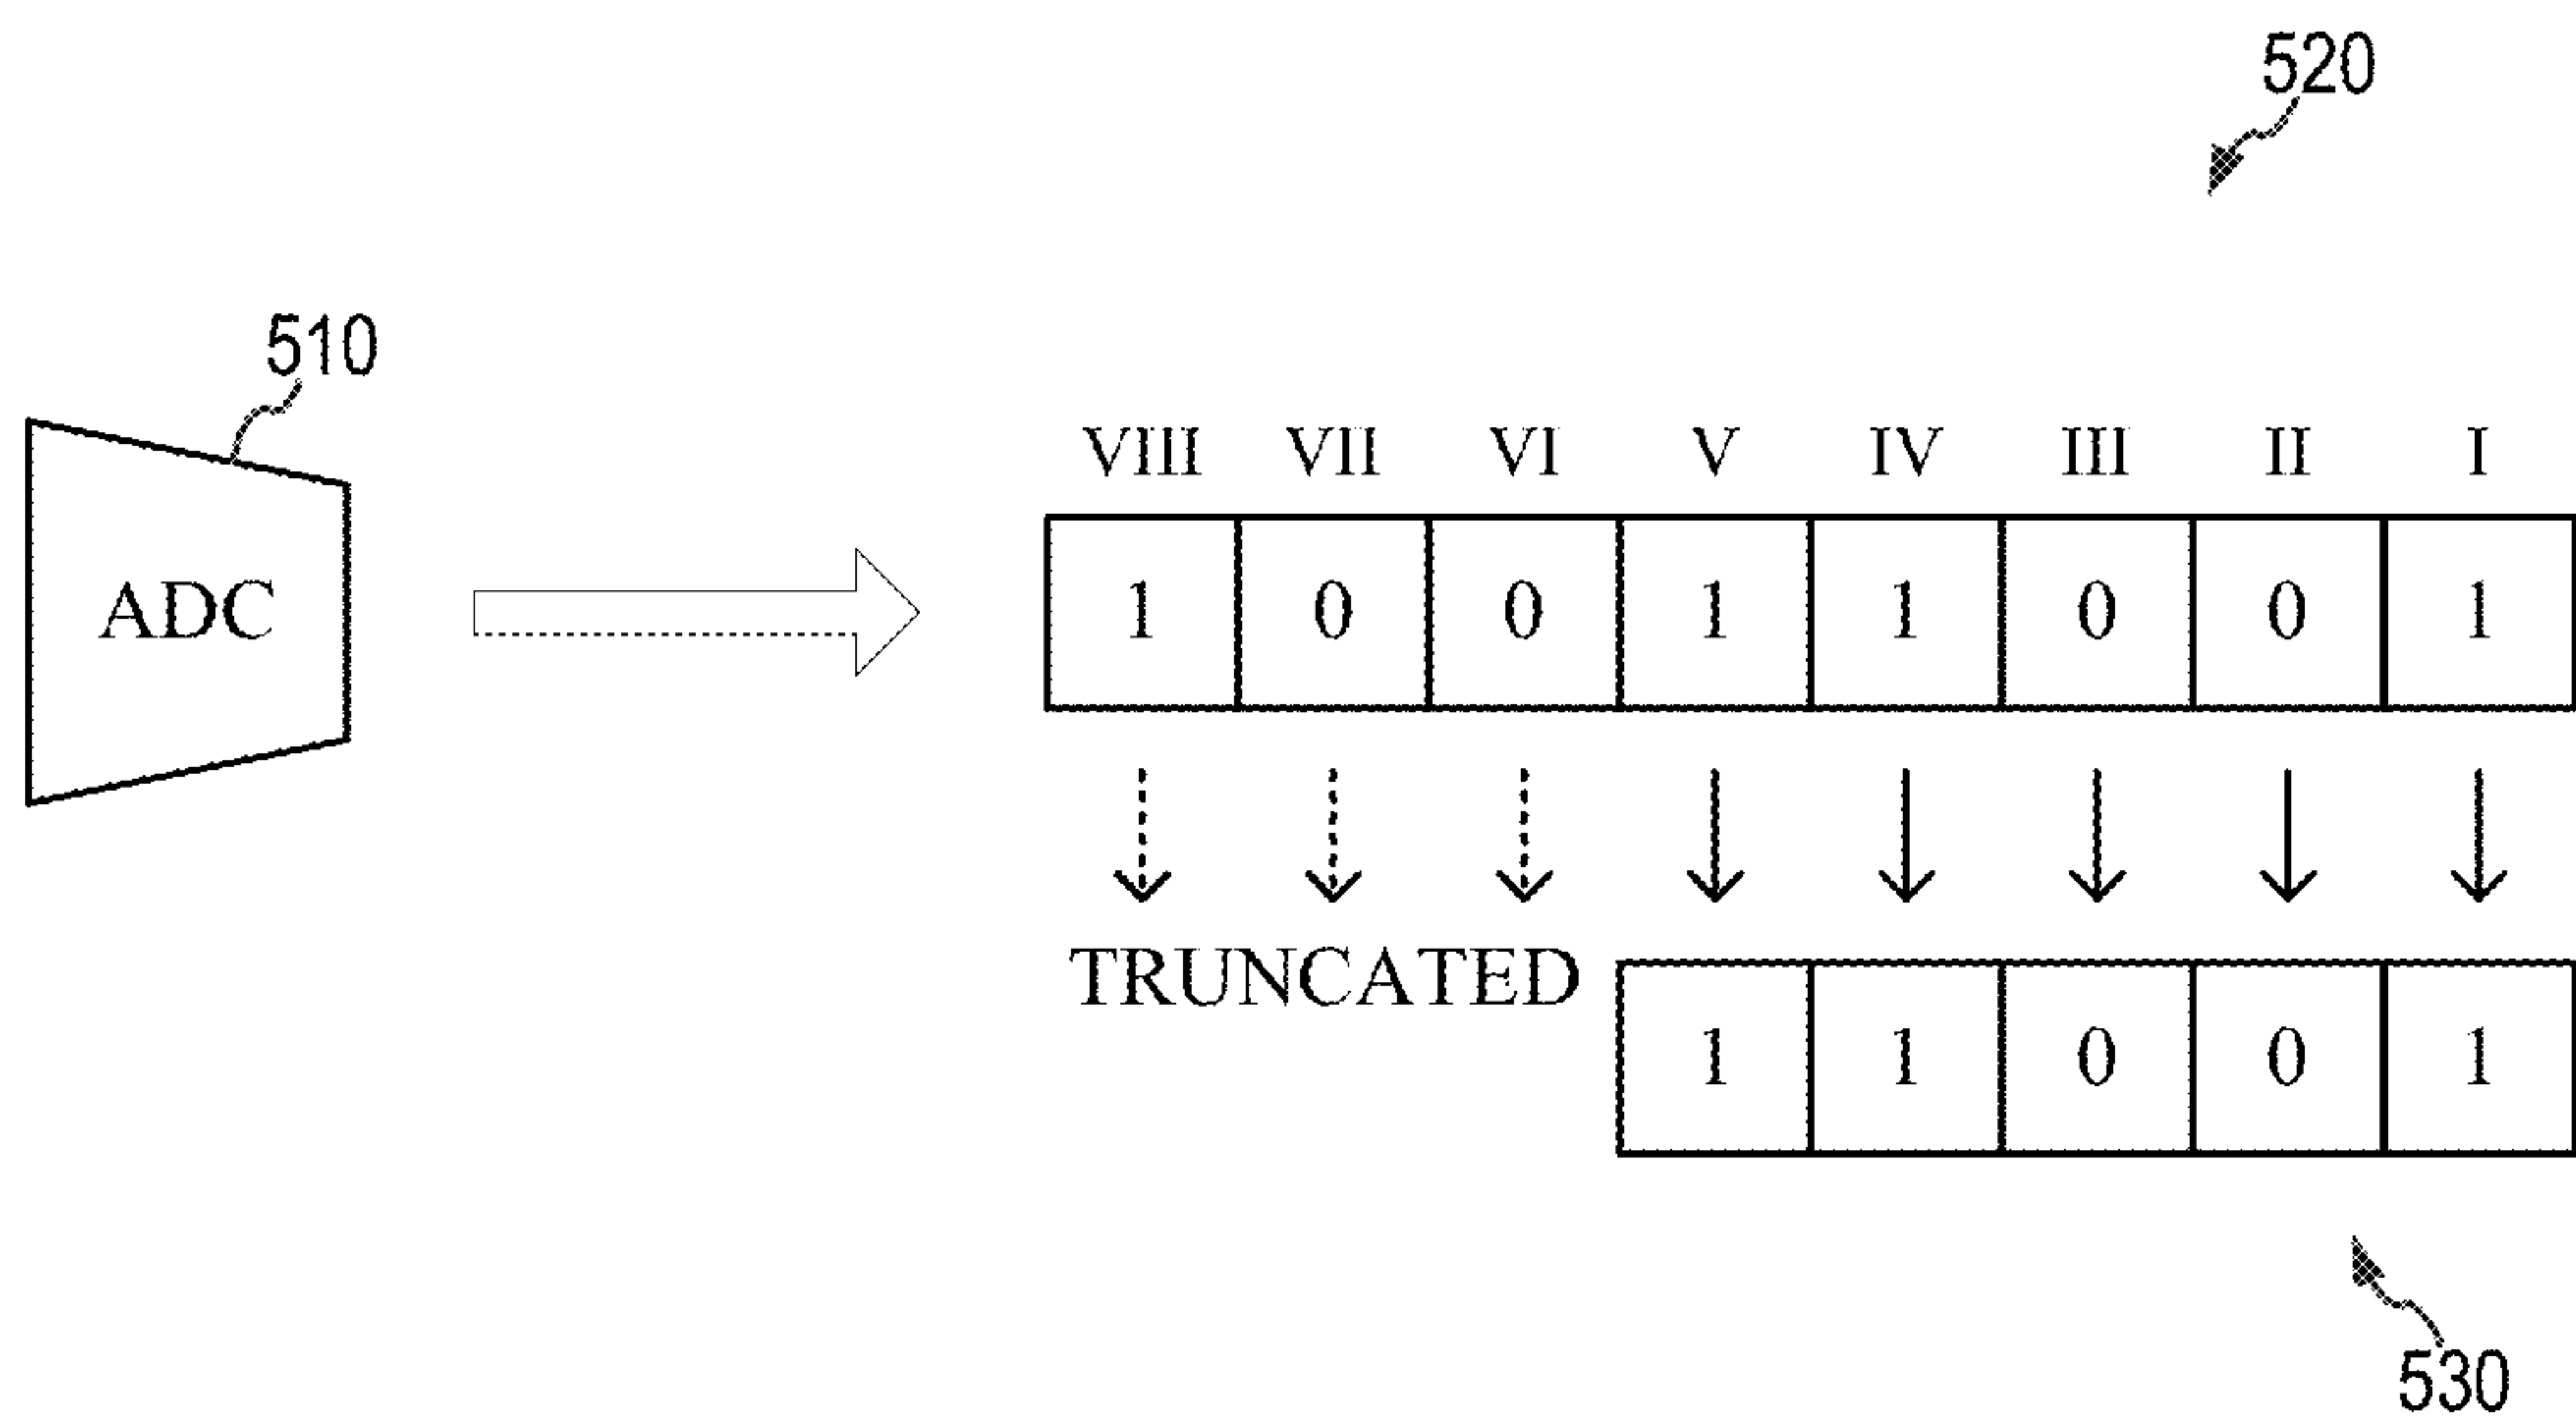 520
510
VIII VII VI V IV III II I
ADC
1 0 0 1 1 0 0 1
TRUNCATED
1 1 0 0 1
530